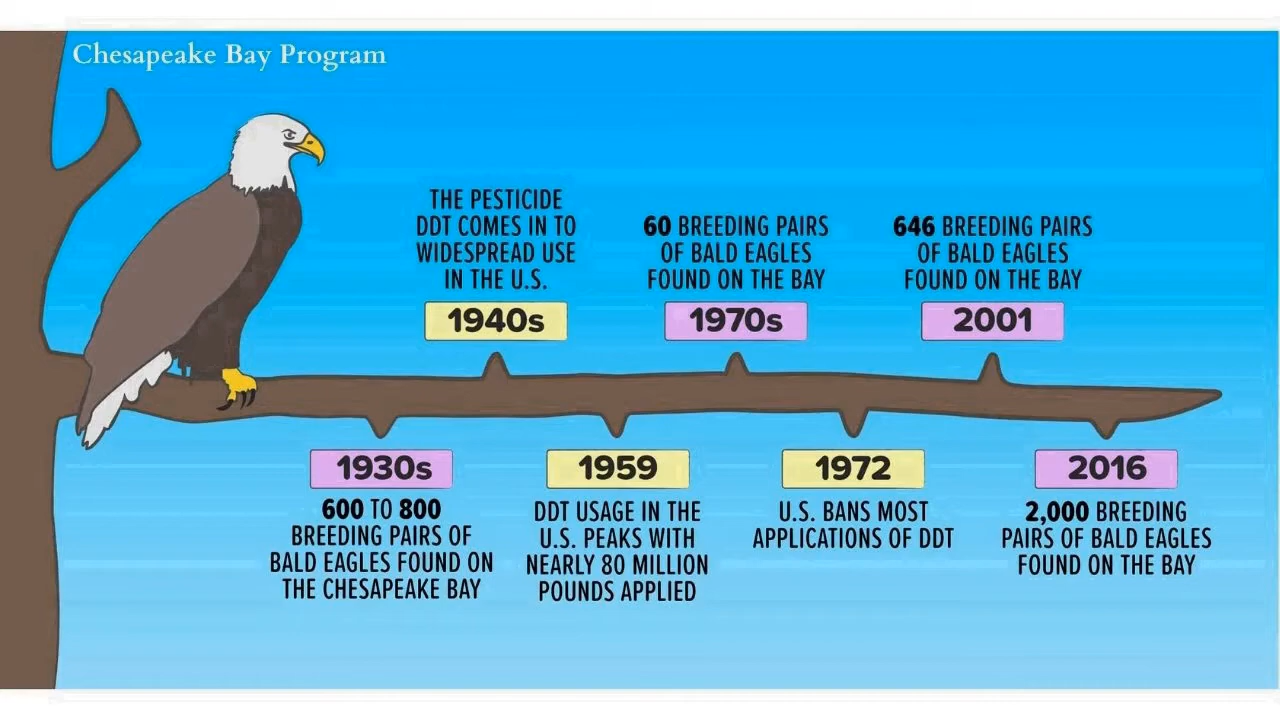 Chesapeake Bay Program
THE PESTICIDE
DDT COMES IN TO
WIDESPREAD USE
IN THE U.S.
1940s
60 BREEDING PAIRS
OF BALD EAGLES
FOUND ON THE BAY
1970s
646 BREEDING PAIRS
OF BALD EAGLES
FOUND ON THE BAY
2001
1930s
600 TO 800
BREEDING PAIRS OF
BALD EAGLES FOUND ON
THE CHESAPEAKE BAY
1959
DDT USAGE IN THE
U.S. PEAKS WITH
NEARLY 80 MILLION
POUNDS APPLIED
1972
U.S. BANS MOST
APPLICATIONS OF DDT
2016
2,000 BREEDING
PAIRS OF BALD EAGLES
FOUND ON THE BAY